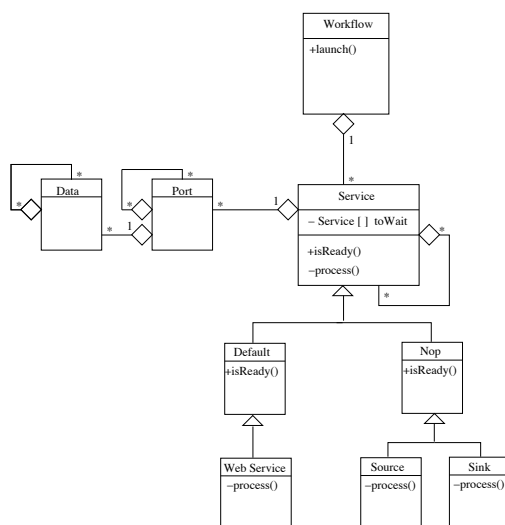 Workflow
+launch()
1
*
Data
*
*
*
Port
*
*
1
*
1
Service
– Service [ ] toWait
+isReady()
–process()
*
*
Default
+isReady()
Nop
+isReady()
Web Service
–process()
Source
–process()
Sink
–process()